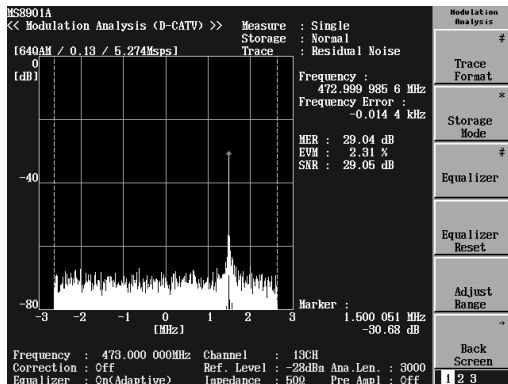 MS8901A
<< Modulation Analysis (D-CATV) >>
Measure : Single
Storage : Normal
[640AM / 0.13 / 5.274Msps]
Trace : Residual Noise
0
[dB]
-40
-80
-3 -2 -1 0 1 2 3
[MHz]
Frequency :
472.999 985 6 MHz
Frequency Error :
-0.014 4 kHz
MER : 29.04 dB
EVM : 2.31 %
SNR : 29.05 dB
Marker :
1.500 051 MHz
-30.68 dB
Frequency : 473.000 000MHz Channel : 13CH
Correction : Off Ref. Level : -28dBm Ana.Len. : 3000
Equalizer : On(Adaptive) Impedance : 50Ω Pre Ampl : Off
Modulation
Analysis
#
Trace
Format
*
Storage
Mode
#
Equalizer
Equalizer
Reset
Adjust
Range
→
Back
Screen
1 2 3